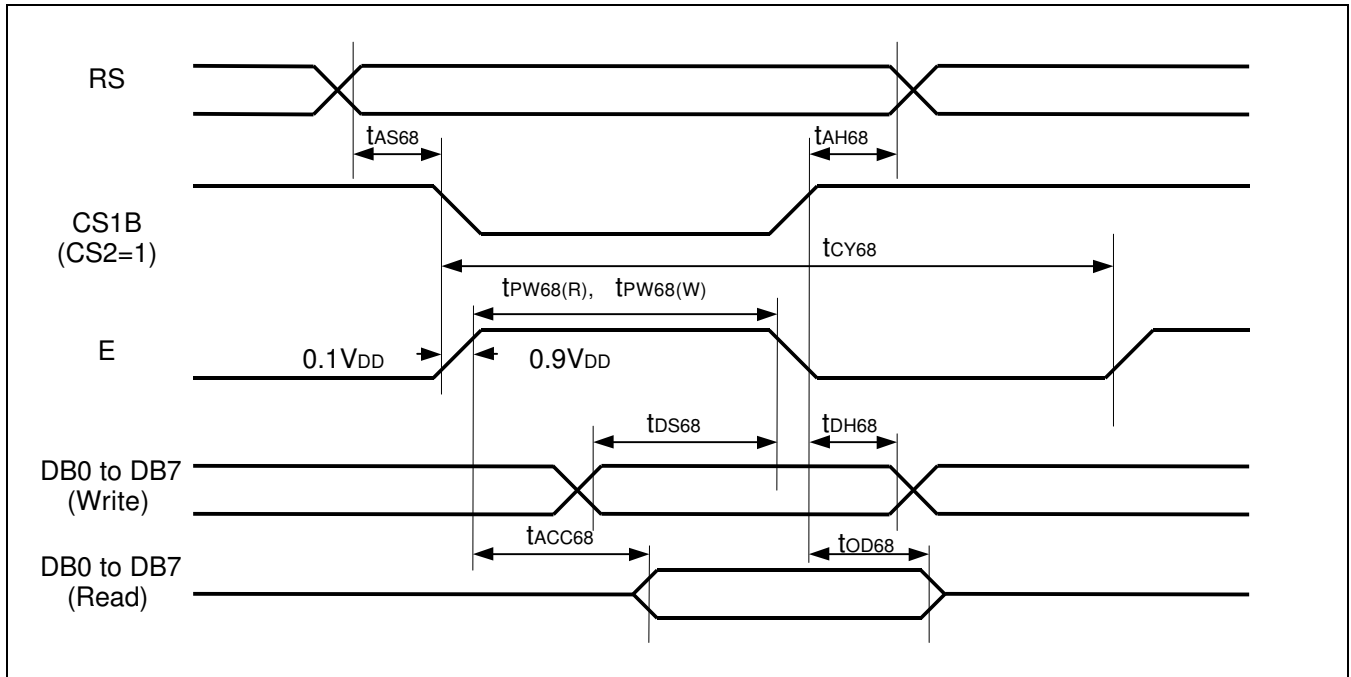 RS
tAS68 tAH68
CS1B
(CS2=1)
tCY68
tPW68(R), tPW68(W)
E
0.1VDD 0.9VDD
tDS68 tDH68
DB0 to DB7
(Write)
tACC68 tOD68
DB0 to DB7
(Read)